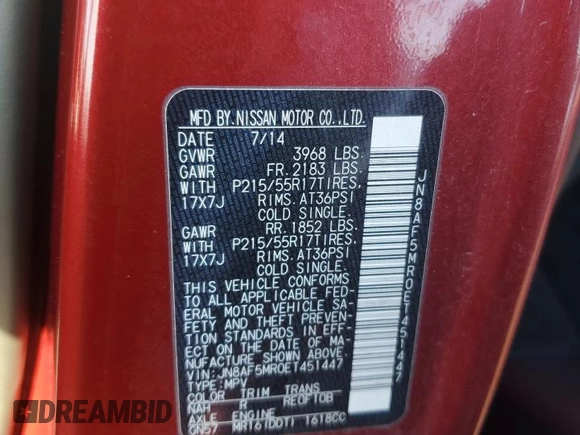 MFD BY.NISSAN MOTOR CO.,LTD.
DATE 7/14
GVWR 3968 LBS.
GAWR FR.2183 LBS.
WITH P215/55R17TIRES,
17X7J RIMS.AT36PSI
COLD SINGLE.
GAWR RR.1852 LBS.
WITH P215/55R17TIRES,
17X7J RIMS.AT36PSI
COLD SINGLE.
THIS VEHICLE CONFORMS
TO ALL APPLICABLE FED-
ERAL MOTOR VEHICLE SA-
FETY AND THEFT PREVEN-
TION STANDARDS IN EFF-
ECT ON THE DATE OF MA-
NUFACTURE SHOWN ABOVE.
VIN: JN8AF5MR0ET451447
TYPE:MPV
COLOR TRIM TRANS
NAH R RE0F10B
AXLE ENGINE
GN57 MR16(DDT) 1618CC
JN8AF5MR0ET451447
READYAUTOBID